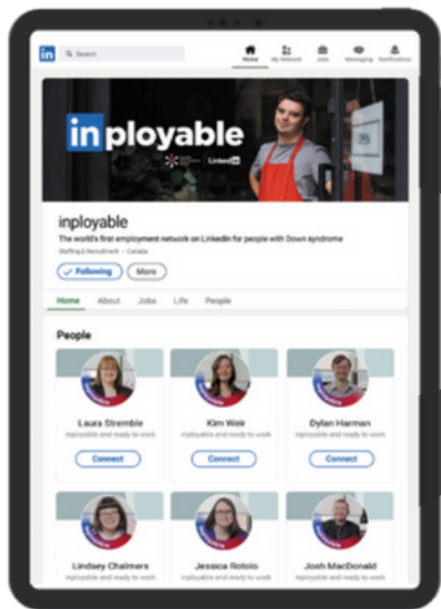 in
Search
Home
My Network
Jobs
Messaging
Notifications
inployable
LinkedIn
inployable
The world's first employment network on LinkedIn for people with Down syndrome
Staffing & Recruitment • Canada
✓ Following
More
Home About Jobs Life People
People
Laura Stremble
inployable and ready to work
Connect
Kim Weir
inployable and ready to work
Connect
Dylan Harman
inployable and ready to work
Connect
Lindsey Chalmers
inployable and ready to work
Jessica Rotolo
inployable and ready to work
Josh MacDonald
inployable and ready to work